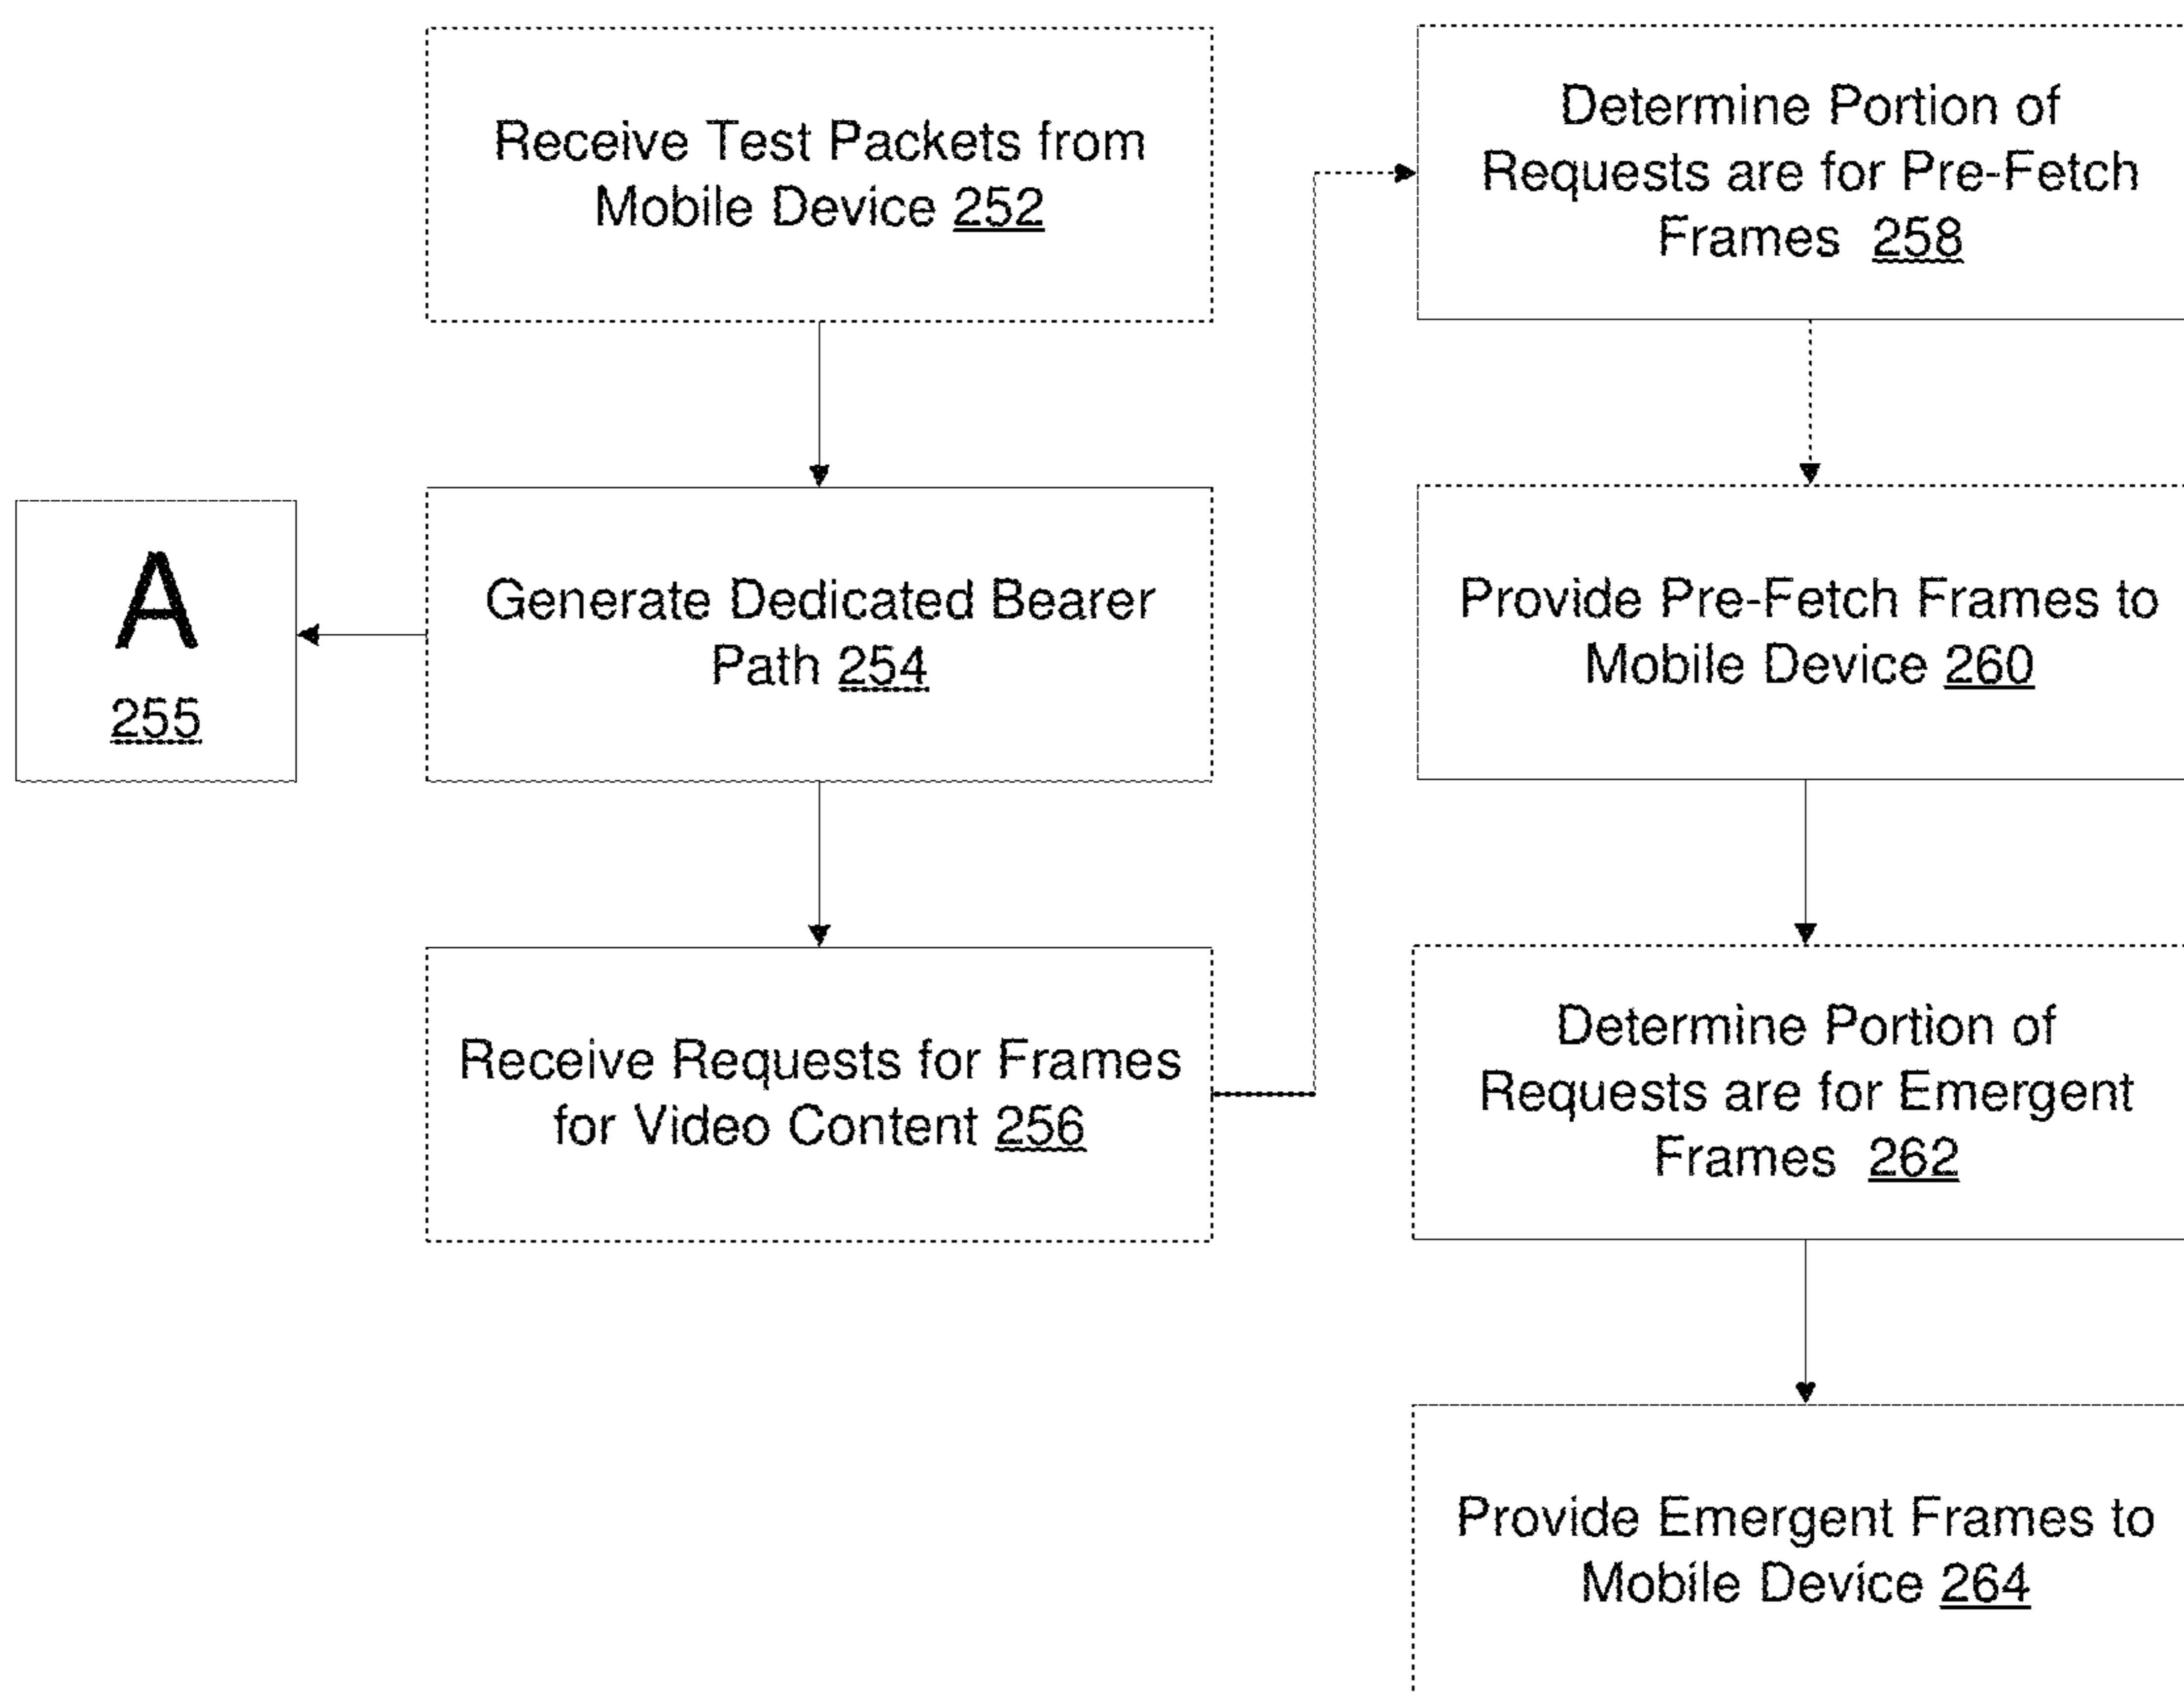 Receive Test Packets from
Mobile Device 252
A
255
Generate Dedicated Bearer
Path 254
Receive Requests for Frames
for Video Content 256
Determine Portion of
Requests are for Pre-Fetch
Frames 258
Provide Pre-Fetch Frames to
Mobile Device 260
Determine Portion of
Requests are for Emergent
Frames 262
Provide Emergent Frames to
Mobile Device 264